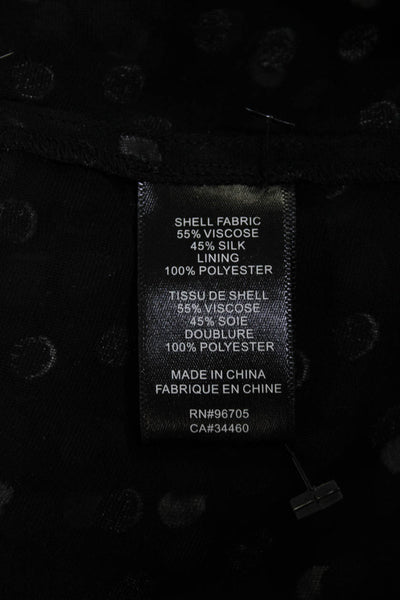 SHELL FABRIC
55% VISCOSE
45% SILK
LINING
100% POLYESTER
TISSU DE SHELL
55% VISCOSE
45% SOIE
DOUBLURE
100% POLYESTER
MADE IN CHINA
FABRIQUE EN CHINE
RN#96705
CA#34460